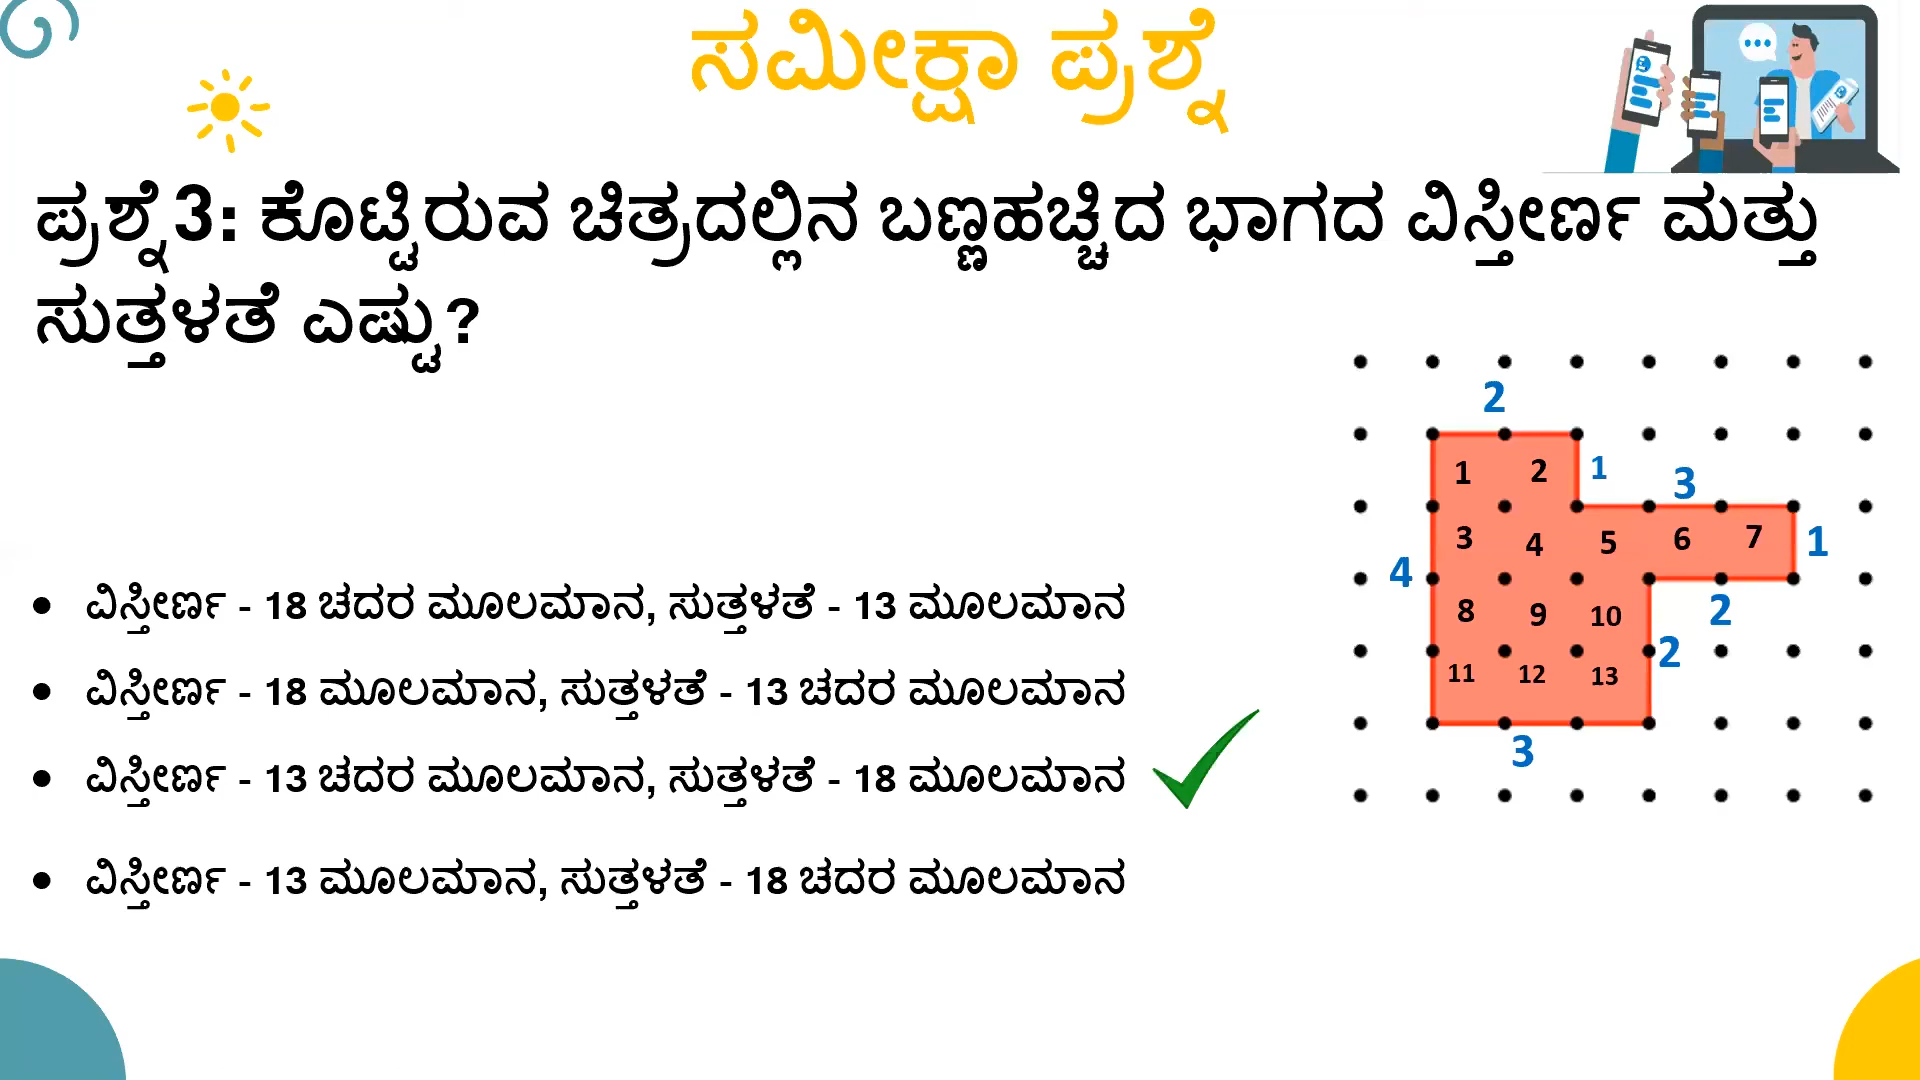 ಸಮೀಕ್ಷಾ ಪ್ರಶ್ನೆ
ಪ್ರಶ್ನೆ3: ಕೊಟ್ಟಿರುವ ಚಿತ್ರದಲ್ಲಿನ ಬಣ್ಣಹಚ್ಚಿದ ಭಾಗದ ವಿಸ್ತೀರ್ಣ ಮತ್ತು
ಸುತ್ತಳತೆ ಎಷ್ಟು?
• ವಿಸ್ತೀರ್ಣ - 18 ಚದರ ಮೂಲಮಾನ, ಸುತ್ತಳತೆ - 13 ಮೂಲಮಾನ
• ವಿಸ್ತೀರ್ಣ - 18 ಮೂಲಮಾನ, ಸುತ್ತಳತೆ - 13 ಚದರ ಮೂಲಮಾನ
• ವಿಸ್ತೀರ್ಣ - 13 ಚದರ ಮೂಲಮಾನ, ಸುತ್ತಳತೆ - 18 ಮೂಲಮಾನ
• ವಿಸ್ತೀರ್ಣ - 13 ಮೂಲಮಾನ, ಸುತ್ತಳತೆ - 18 ಚದರ ಮೂಲಮಾನ
2
1 2 1 3
3 4 5 6 7 1
4
8 9 10 2
2
11 12 13
3